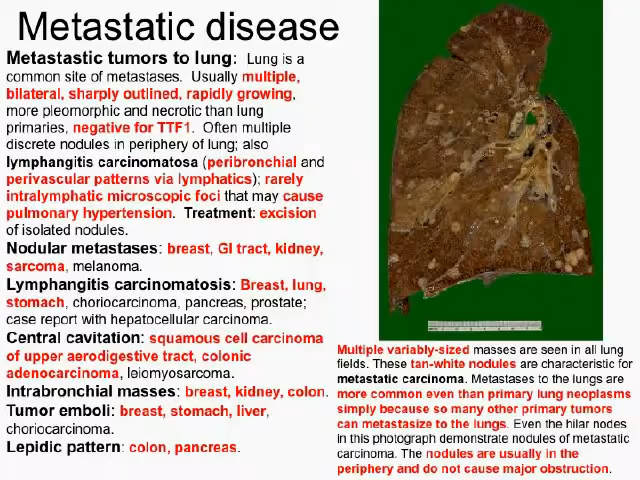 Metastatic disease
Metastastic tumors to lung: Lung is a
common site of metastases. Usually multiple,
bilateral, sharply outlined, rapidly growing,
more pleomorphic and necrotic than lung
primaries, negative for TTF1. Often multiple
discrete nodules in periphery of lung; also
lymphangitis carcinomatosa (peribronchial and
perivascular patterns via lymphatics); rarely
intralymphatic microscopic foci that may cause
pulmonary hypertension. Treatment: excision
of isolated nodules.
Nodular metastases: breast, GI tract, kidney,
sarcoma, melanoma.
Lymphangitis carcinomatosis: Breast, lung,
stomach, choriocarcinoma, pancreas, prostate;
case report with hepatocellular carcinoma.
Central cavitation: squamous cell carcinoma
of upper aerodigestive tract, colonic
adenocarcinoma, leiomyosarcoma.
Intrabronchial masses: breast, kidney, colon.
Tumor emboli: breast, stomach, liver,
choriocarcinoma.
Lepidic pattern: colon, pancreas.
Multiple variably-sized masses are seen in all lung
fields. These tan-white nodules are characteristic for
metastatic carcinoma. Metastases to the lungs are
more common even than primary lung neoplasms
simply because so many other primary tumors
can metastasize to the lungs. Even the hilar nodes
in this photograph demonstrate nodules of metastatic
carcinoma. The nodules are usually in the
periphery and do not cause major obstruction.